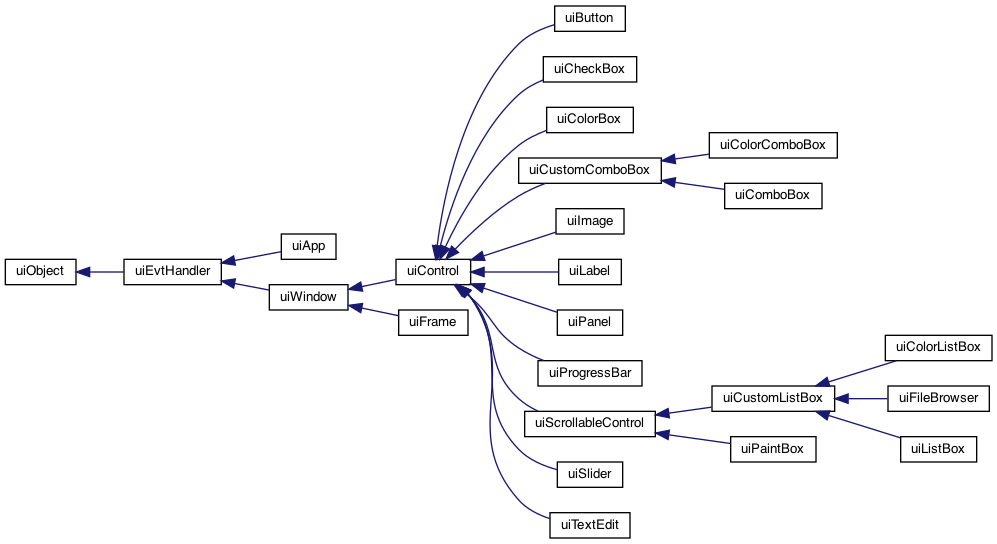 uiButton
uiCheckBox
uiColorBox
uiColorComboBox
uiCustomComboBox
uiComboBox
uiImage
uiApp
uiObject
uiEvtHandler
uiControl
uiLabel
uiWindow
uiFrame
uiPanel
uiColorListBox
uiProgressBar
uiCustomListBox
uiFileBrowser
uiScrollableControl
uiPaintBox
uiListBox
uiSlider
uiTextEdit